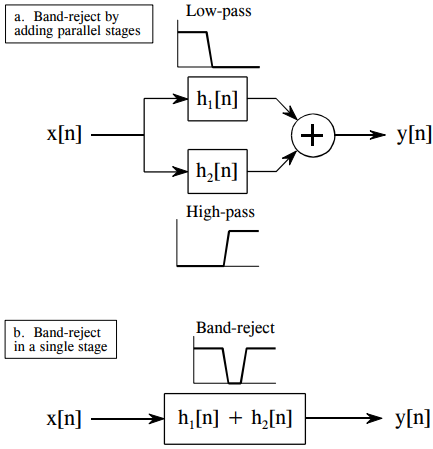 a. Band-reject by
adding parallel stages
Low-pass
h₁[n]
x[n]
+
y[n]
h₂[n]
High-pass
b. Band-reject
in a single stage
Band-reject
x[n]
h₁[n] + h₂[n]
y[n]